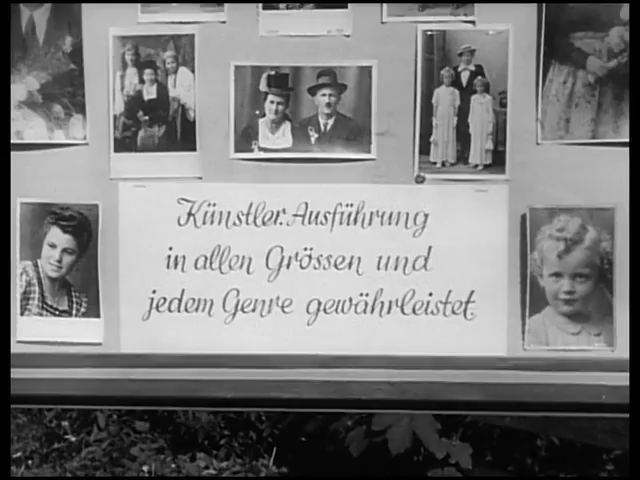 Künstler. Ausführung
in allen Grössen und
jedem Genre gewährleistet.